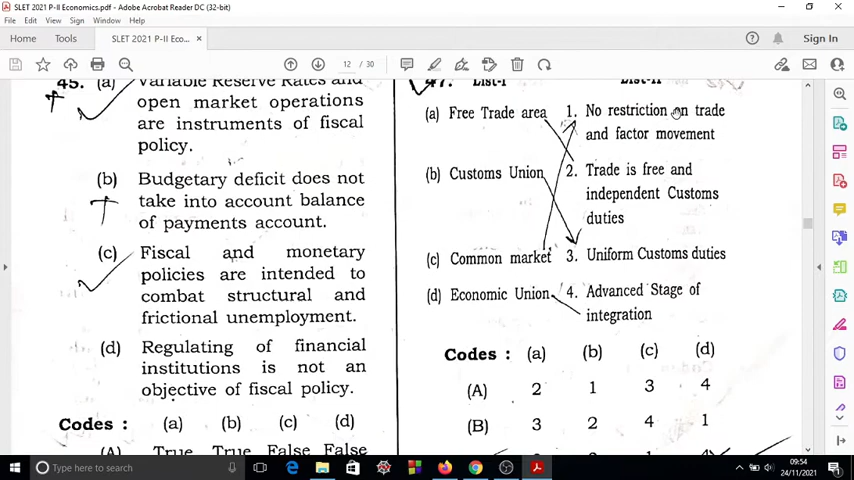 SLET 2021 P-II Economics.pdf - Adobe Acrobat Reader DC (32-bit)
File Edit View Sign Window Help
Home Tools SLET 2021 P-II Eco... × Sign In
12 / 30
45. (a) Variable Reserve Rates and
open market operations
are instruments of fiscal
policy.
(b) Budgetary deficit does not
take into account balance
of payments account.
(c) Fiscal and monetary
policies are intended to
combat structural and
frictional unemployment.
(d) Regulating of financial
institutions is not an
objective of fiscal policy.
Codes : (a) (b) (c) (d)
(A) True True False False
47. List-I List-II
(a) Free Trade area 1. No restriction on trade
and factor movement
(b) Customs Union 2. Trade is free and
independent Customs
duties
(c) Common market 3. Uniform Customs duties
(d) Economic Union 4. Advanced Stage of
integration
Codes : (a) (b) (c) (d)
(A) 2 1 3 4
(B) 3 2 4 1
Type here to search
09:54
24/11/2021